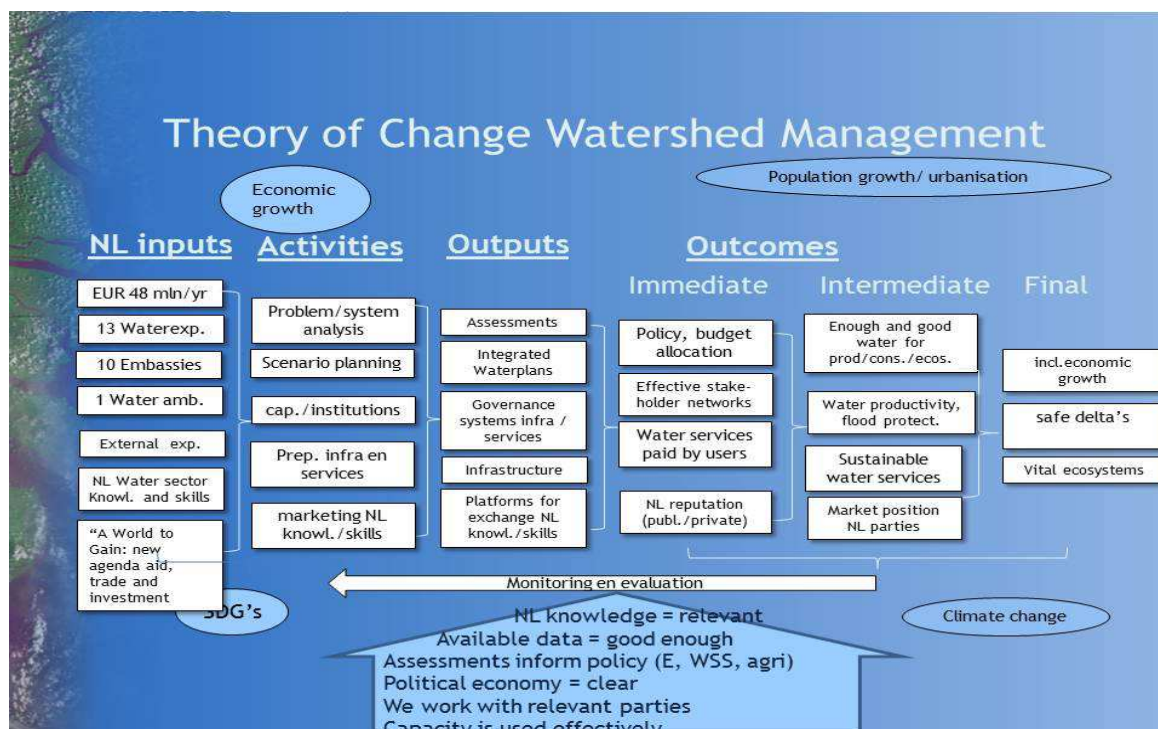 Theory of Change Watershed Management
Economic
growth
Population growth/ urbanisation
NL inputs
Activities
Outputs
Outcomes
Immediate
Intermediate
Final
EUR 48 mln/yr
13 Waterexp.
10 Embassies
1 Water amb.
External exp.
NL Water sector
Knowl. and skills
“A World to
Gain: new
agenda aid,
trade and
investment
Problem/system
analysis
Scenario planning
cap./institutions
Prep. infra en
services
marketing NL
knowl./skills
Assessments
Integrated
Waterplans
Governance
systems infra /
services
Infrastructure
Platforms for
exchange NL
knowl./skills
Policy, budget
allocation
Effective stake-
holder networks
Water services
paid by users
NL reputation
(publ./private)
Enough and good
water for
prod/cons./ecos.
Water productivity,
flood protect.
Sustainable
water services
Market position
NL parties
incl.economic
growth
safe delta's
Vital ecosystems
Monitoring en evaluation
SDG's
Climate change
NL knowledge = relevant
Available data = good enough
Assessments inform policy (E, WSS, agri)
Political economy = clear
We work with relevant parties
Capacity is used effectively